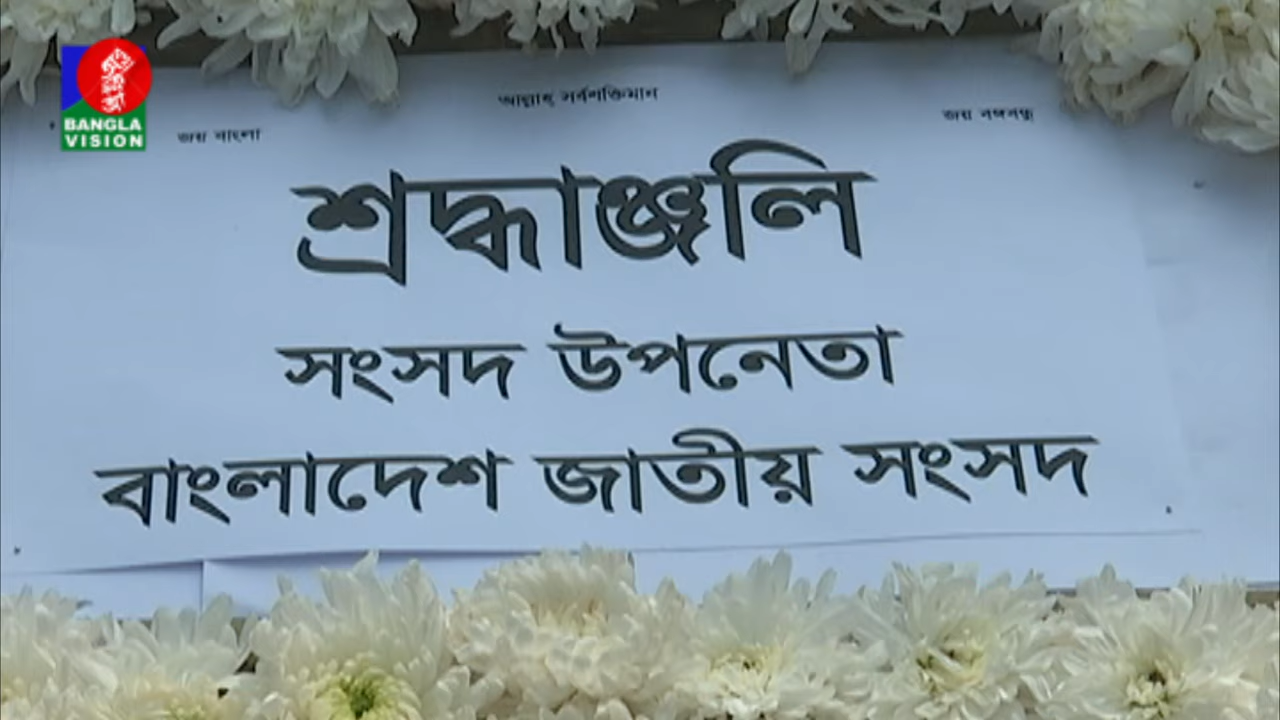 আল্লাহ সর্বশক্তিমান
জয় বাংলা
জয় বঙ্গবন্ধু
শ্রদ্ধাঞ্জলি
সংসদ উপনেতা
বাংলাদেশ জাতীয় সংসদ
BANGLA
VISION